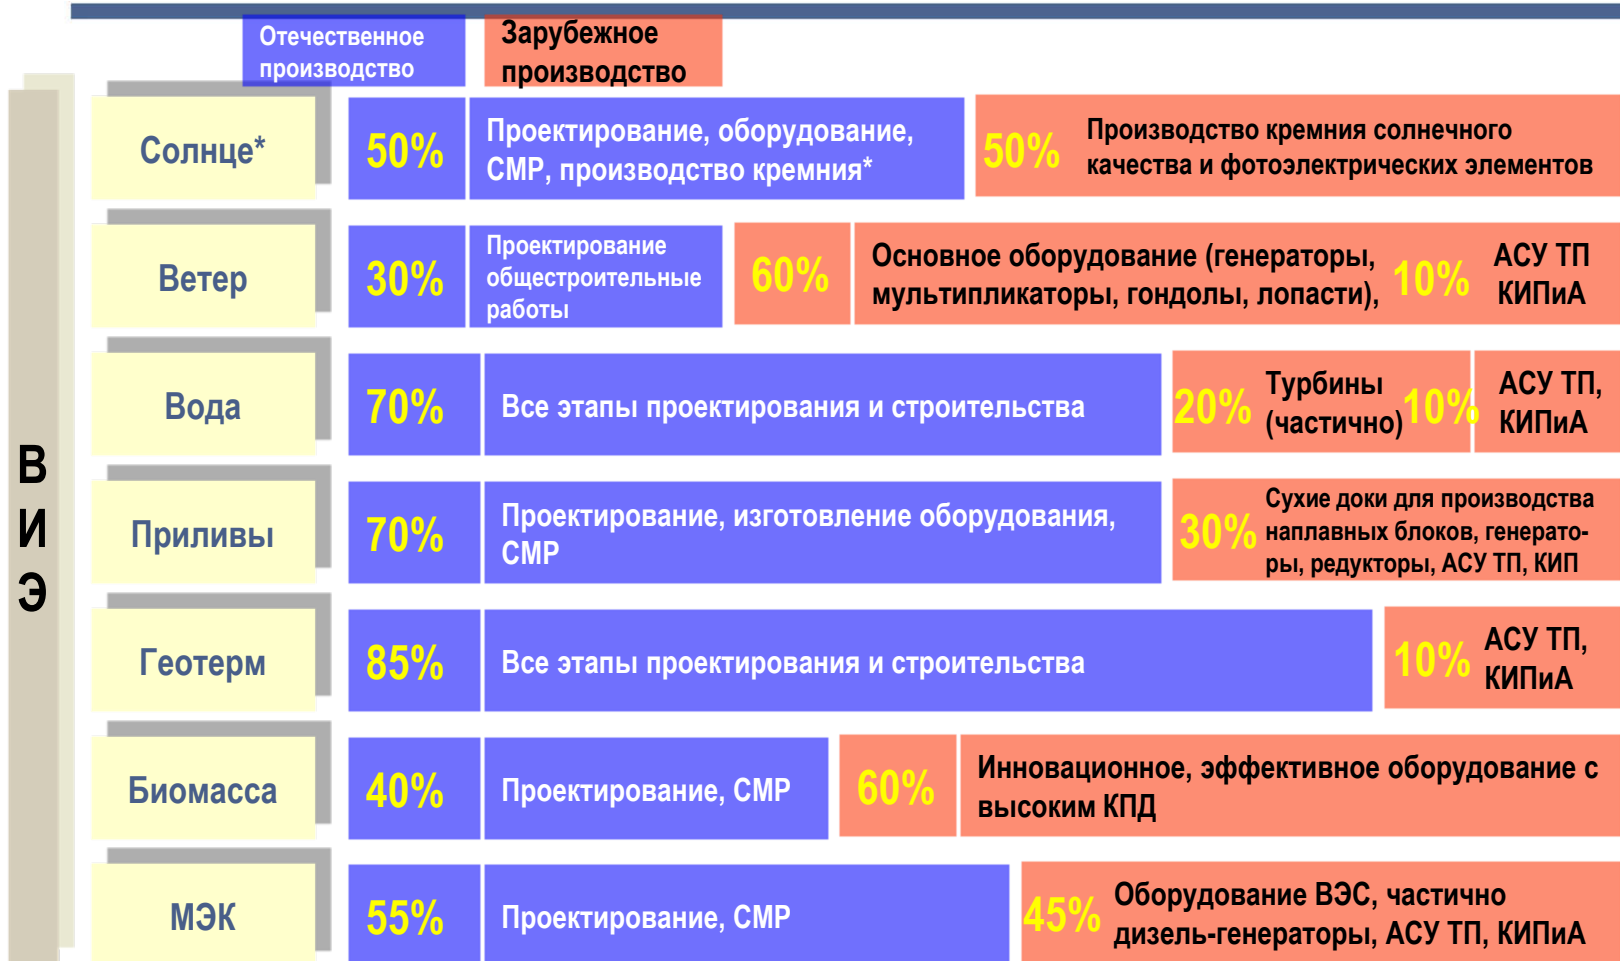 Отечественное
производство
Зарубежное
производство
В
И
Э
Солнце*
50%
Проектирование, оборудование,
СМР, производство кремния*
50%
Производство кремния солнечного
качества и фотоэлектрических элементов
Ветер
30%
Проектирование
общестроительные
работы
60%
Основное оборудование (генераторы,
мультипликаторы, гондолы, лопасти),
10%
АСУ ТП
КИПиА
Вода
70%
Все этапы проектирования и строительства
20%
Турбины
(частично)
10%
АСУ ТП,
КИПиА
Приливы
70%
Проектирование, изготовление оборудования,
СМР
30%
Сухие доки для производства
наплавных блоков, генерато-
ры, редукторы, АСУ ТП, КИП
Геотерм
85%
Все этапы проектирования и строительства
10%
АСУ ТП,
КИПиА
Биомасса
40%
Проектирование, СМР
60%
Инновационное, эффективное оборудование с
высоким КПД
МЭК
55%
Проектирование, СМР
45%
Оборудование ВЭС, частично
дизель-генераторы, АСУ ТП, КИПиА